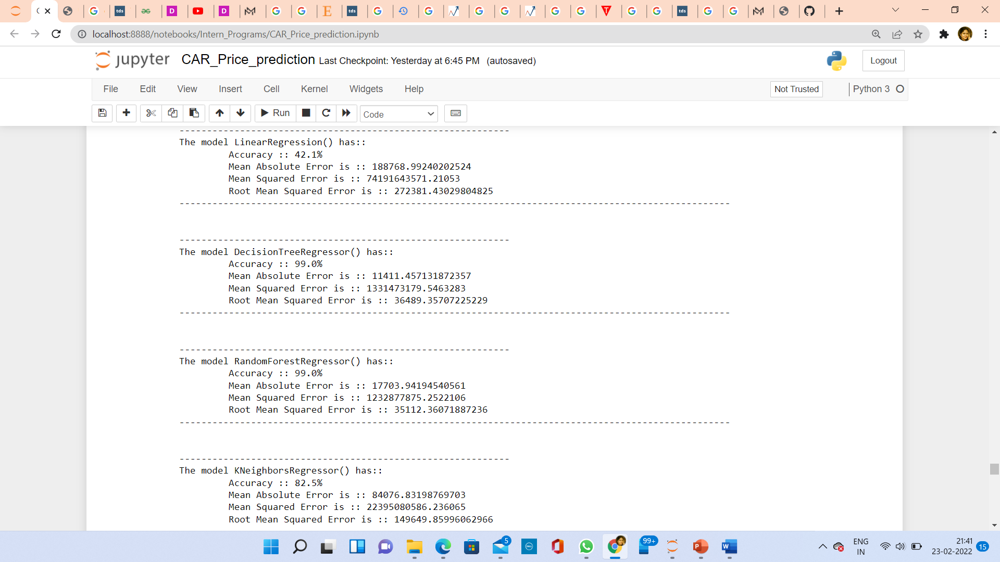 localhost:8888/notebooks/Intern_Programs/CAR_Price_prediction.ipynb
jupyter CAR_Price_prediction Last Checkpoint: Yesterday at 6:45 PM (autosaved) Logout
File Edit View Insert Cell Kernel Widgets Help Not Trusted Python 3
Run Code
--------------------------------------------------------
The model LinearRegression() has::
Accuracy :: 42.1%
Mean Absolute Error is :: 188768.99240202524
Mean Squared Error is :: 74191643571.21053
Root Mean Squared Error is :: 272381.43029804825
----------------------------------------------------------------------------------------------------
------------------------------------------------------------
The model DecisionTreeRegressor() has::
Accuracy :: 99.0%
Mean Absolute Error is :: 11411.457131872357
Mean Squared Error is :: 1331473179.5463283
Root Mean Squared Error is :: 36489.35707225229
----------------------------------------------------------------------------------------------------
------------------------------------------------------------
The model RandomForestRegressor() has::
Accuracy :: 99.0%
Mean Absolute Error is :: 17703.94194540561
Mean Squared Error is :: 1232877875.2522106
Root Mean Squared Error is :: 35112.36071887236
----------------------------------------------------------------------------------------------------
------------------------------------------------------------
The model KNeighborsRegressor() has::
Accuracy :: 82.5%
Mean Absolute Error is :: 84076.83198769703
Mean Squared Error is :: 22395080586.236065
Root Mean Squared Error is :: 149649.85996062966
5 99+ ENG 21:41
IN 23-02-2022 15